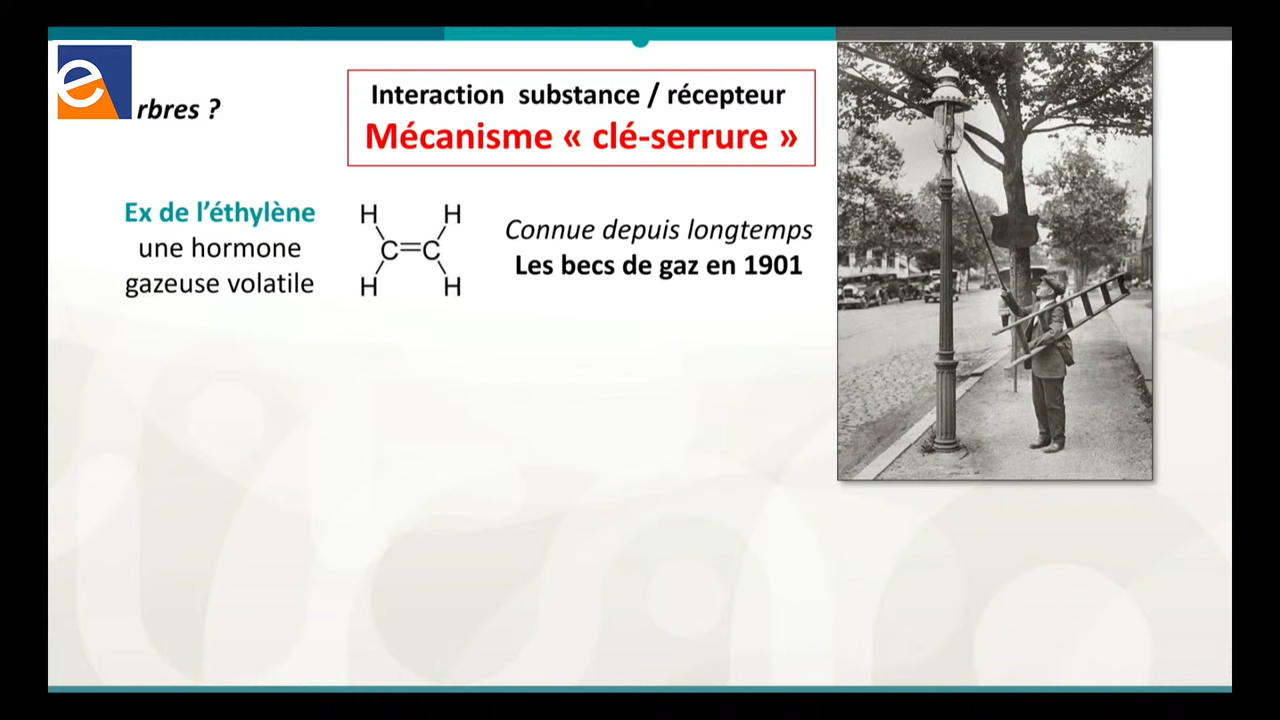 e
rbres ?
Interaction substance / récepteur
Mécanisme « clé-serrure »
Ex de l’éthylène
une hormone
gazeuse volatile
H H
C=C
H H
Connue depuis longtemps
Les becs de gaz en 1901